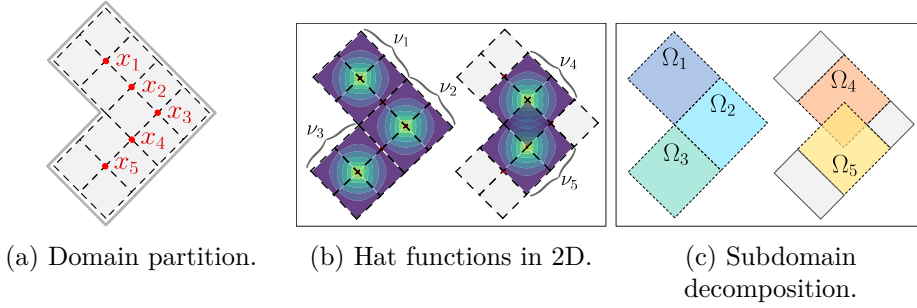 x₁
x₂
x₃
x₄
x₅
(a) Domain partition.
ν₁
ν₂
ν₃
ν₄
ν₅
(b) Hat functions in 2D.
Ω₁
Ω₂
Ω₃
Ω₄
Ω₅
(c) Subdomain
decomposition.